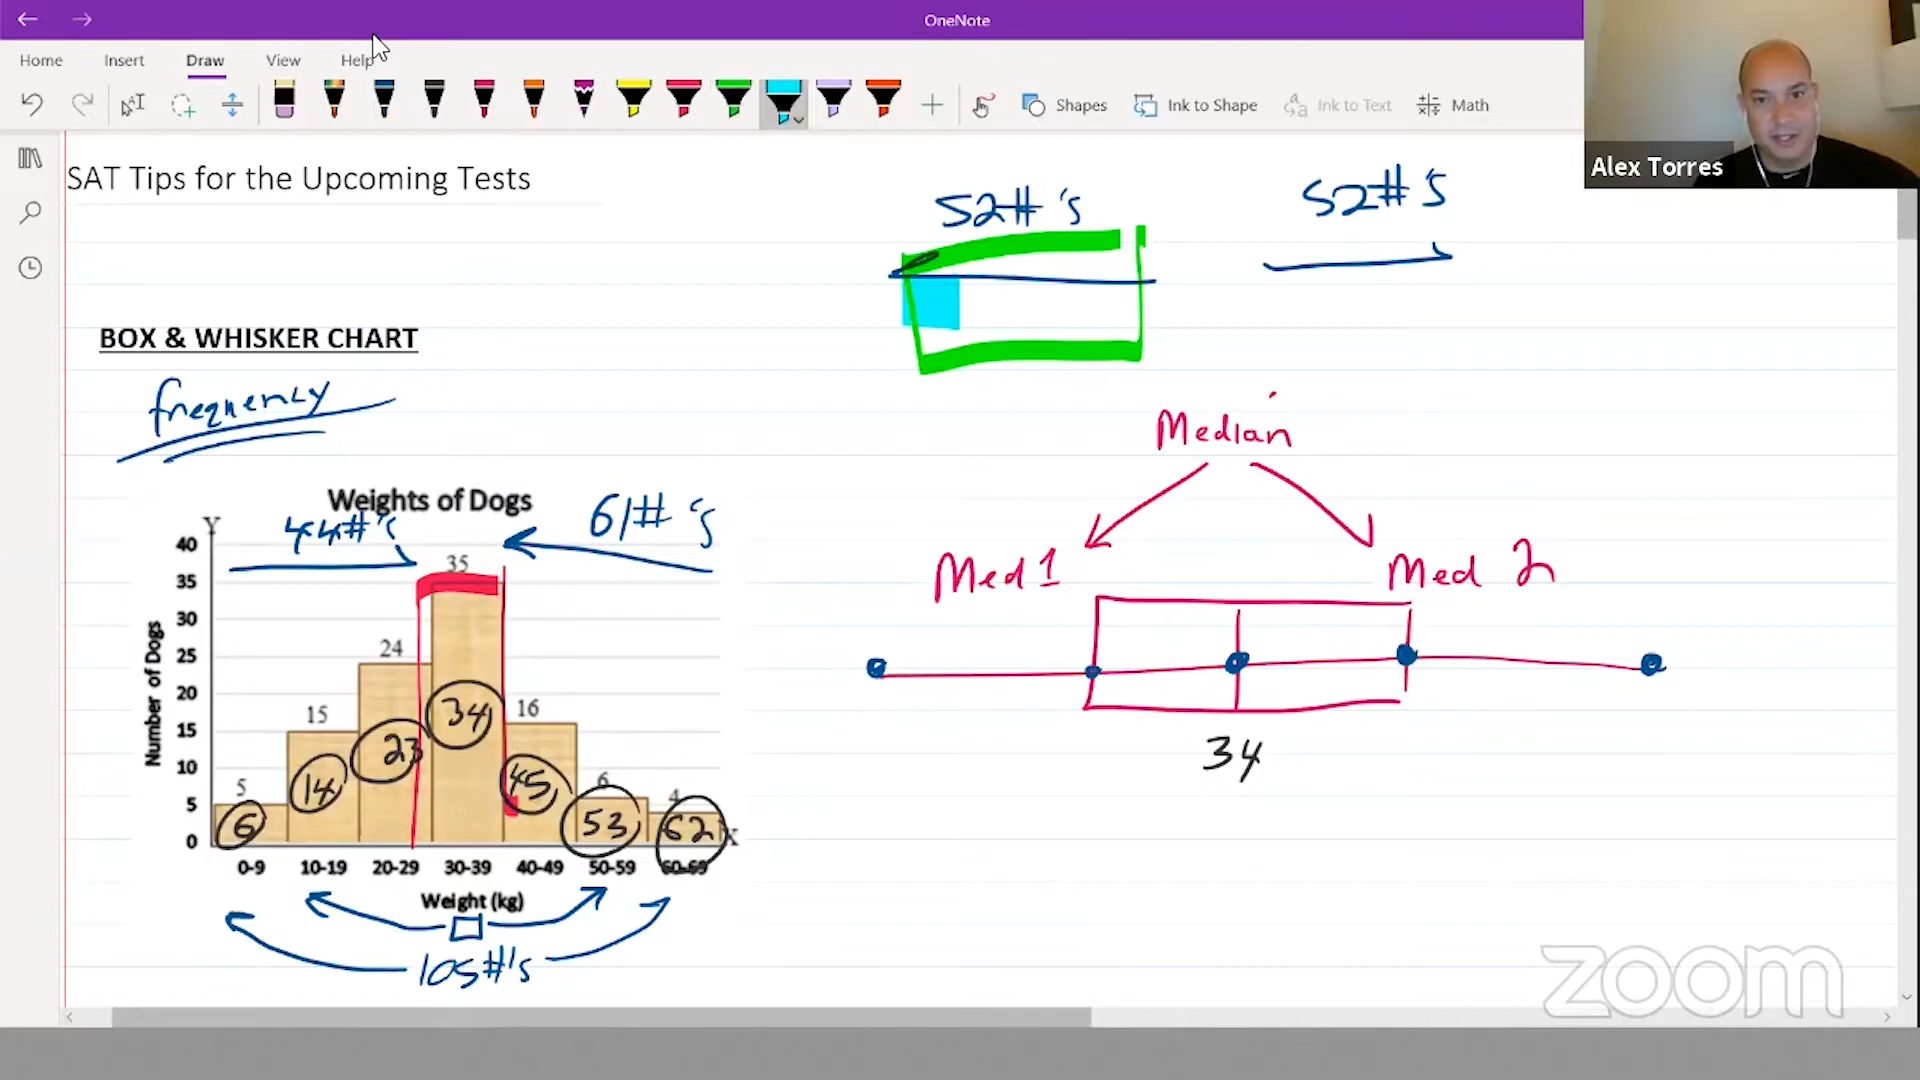 OneNote
Home Insert Draw View Help
Shapes Ink to Shape Ink to Text Math
Alex Torres
SAT Tips for the Upcoming Tests
52#'s 52#'s
BOX & WHISKER CHART
frequency
Median
Med 1 Med 2
34
Weights of Dogs
44#'s 61#'s
Y
40
35
30
25
20
15
10
5
0
Number of Dogs
5 15 24 35 16 6 4
6 14 23 34 45 53 62
X
0-9 10-19 20-29 30-39 40-49 50-59 60-69
Weight (kg)
105#'s
zoom